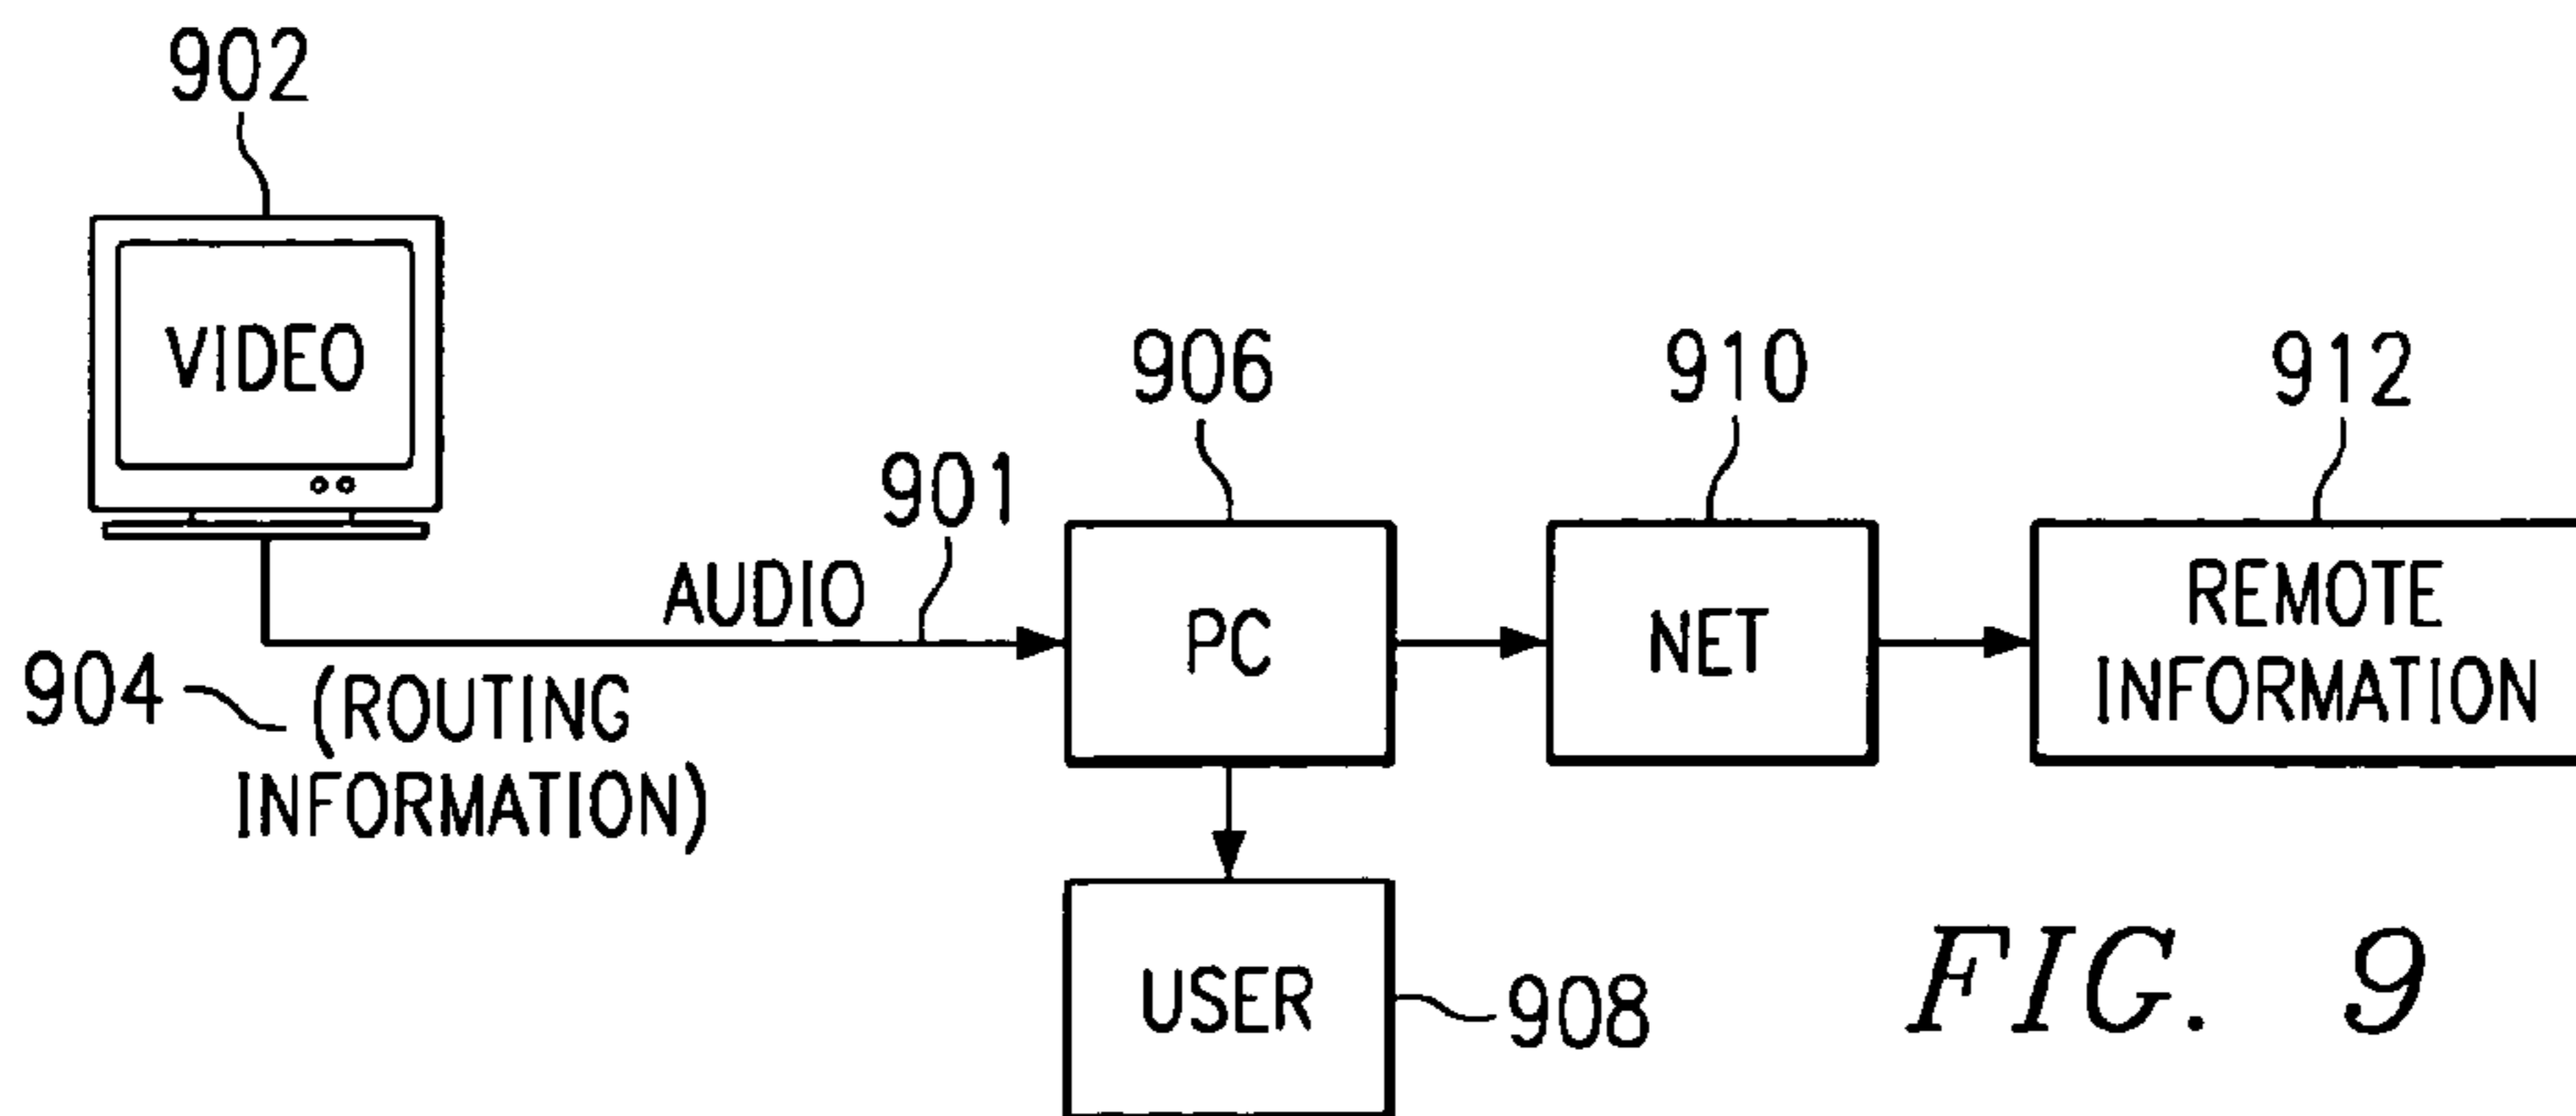 902
VIDEO
906
910
912
901
AUDIO
PC
NET
REMOTE
INFORMATION
904
(ROUTING
INFORMATION)
USER
908
FIG. 9